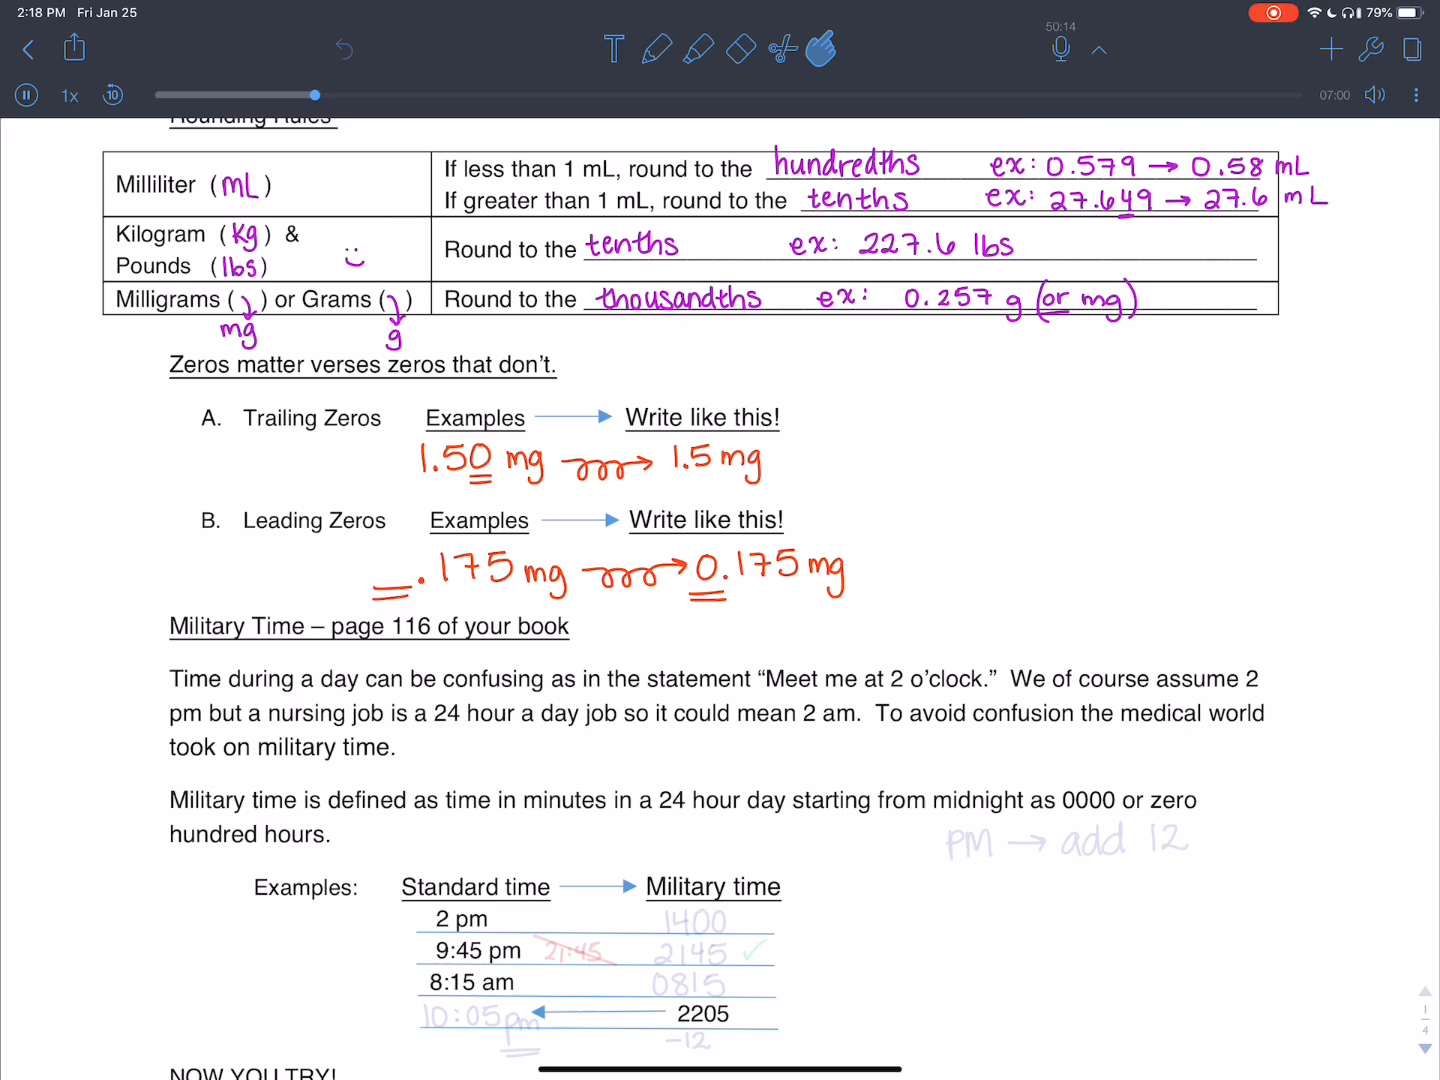 2:18 PM Fri Jan 25
79%
50:14
T
1x
10
07:00
Rounding Rules
Milliliter (mL)
If less than 1 mL, round to the hundredths ex: 0.579 → 0.58 mL
If greater than 1 mL, round to the tenths ex: 27.649 → 27.6 mL
Kilogram (kg) &
Pounds (lbs)
Round to the tenths ex: 227.6 lbs
Milligrams ( ) or Grams ( )
mg g
Round to the thousandths ex: 0.257 g (or mg)
Zeros matter verses zeros that don't.
A. Trailing Zeros Examples Write like this!
1.50 mg → 1.5 mg
B. Leading Zeros Examples Write like this!
.175 mg → 0.175 mg
Military Time – page 116 of your book
Time during a day can be confusing as in the statement “Meet me at 2 o’clock.” We of course assume 2
pm but a nursing job is a 24 hour a day job so it could mean 2 am. To avoid confusion the medical world
took on military time.
Military time is defined as time in minutes in a 24 hour day starting from midnight as 0000 or zero
hundred hours.
PM → add 12
Examples: Standard time Military time
2 pm 1400
9:45 pm 21:45 2145 ✓
8:15 am 0815
10:05 pm 2205
-12
NOW YOU TRY!
1
4